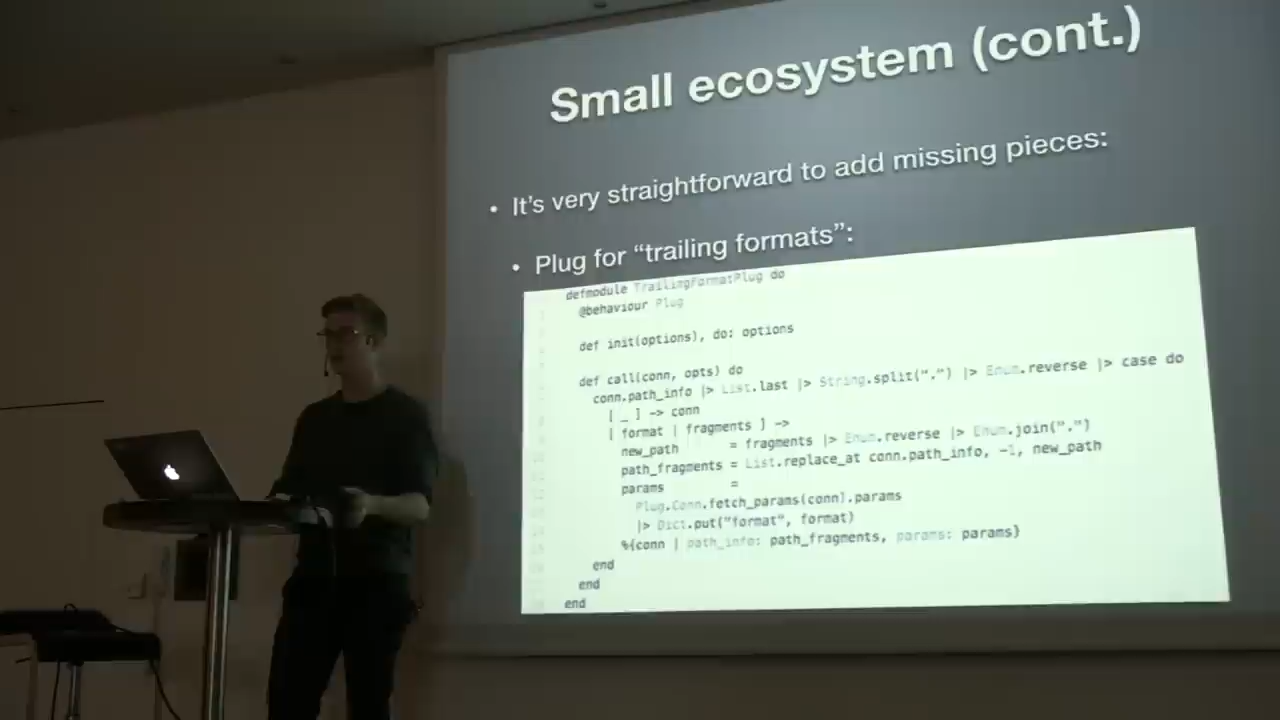 Small ecosystem (cont.)
• It's very straightforward to add missing pieces:
• Plug for “trailing formats”:
defmodule TrailingFormatPlug do
@behaviour Plug
def init(options), do: options
def call(conn, opts) do
conn.path_info |> List.last |> String.split(".") |> Enum.reverse |> case do
[ _ ] -> conn
[ format | fragments ] ->
new_path = fragments |> Enum.reverse |> Enum.join(".")
path_fragments = List.replace_at conn.path_info, -1, new_path
params =
Plug.Conn.fetch_params(conn).params
|> Dict.put("format", format)
%{conn | path_info: path_fragments, params: params}
end
end
end